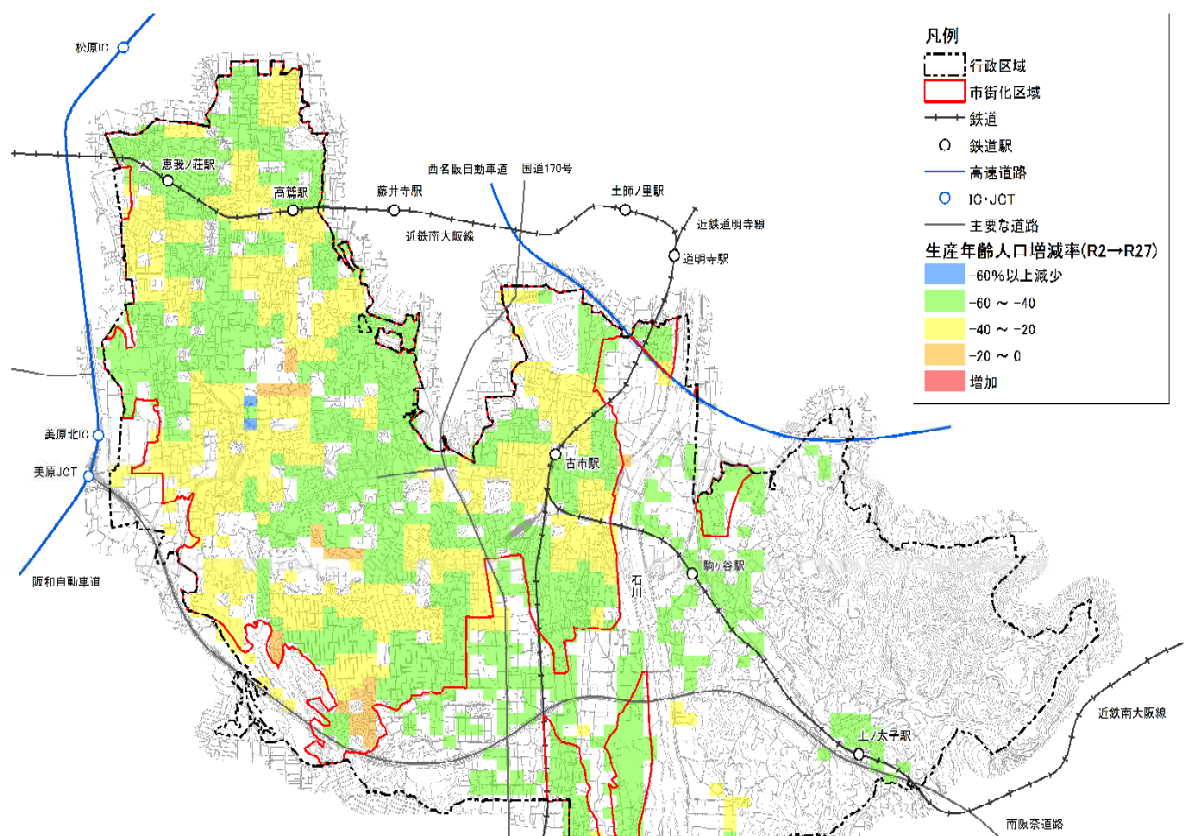 松原IC
恵我ノ荘駅
高鷲駅
藤井寺駅
近鉄南大阪線
西名阪自動車道
国道170号
土師ノ里駅
近鉄道明寺線
道明寺駅
美原北IC
美原JCT
阪和自動車道
古市駅
石川
駒ヶ谷駅
上ノ太子駅
近鉄南大阪線
南阪奈道路
凡例
行政区域
市街化区域
鉄道
鉄道駅
高速道路
IC・JCT
主要な道路
生産年齢人口増減率(R2→R27)
-60%以上減少
-60 ～ -40
-40 ～ -20
-20 ～ 0
増加